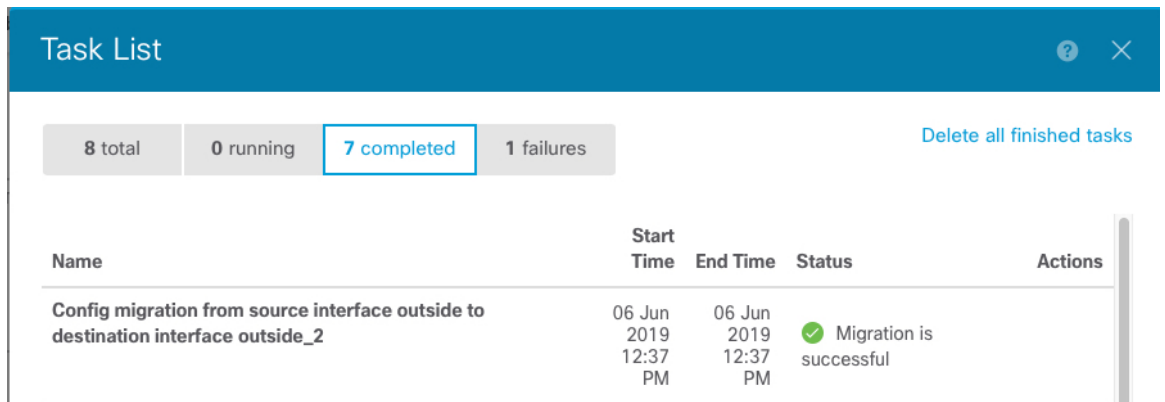 Task List
8 total 0 running 7 completed 1 failures
Delete all finished tasks
Name Start Time End Time Status Actions
Config migration from source interface outside to
destination interface outside_2
06 Jun
2019
12:37
PM
06 Jun
2019
12:37
PM
Migration is
successful